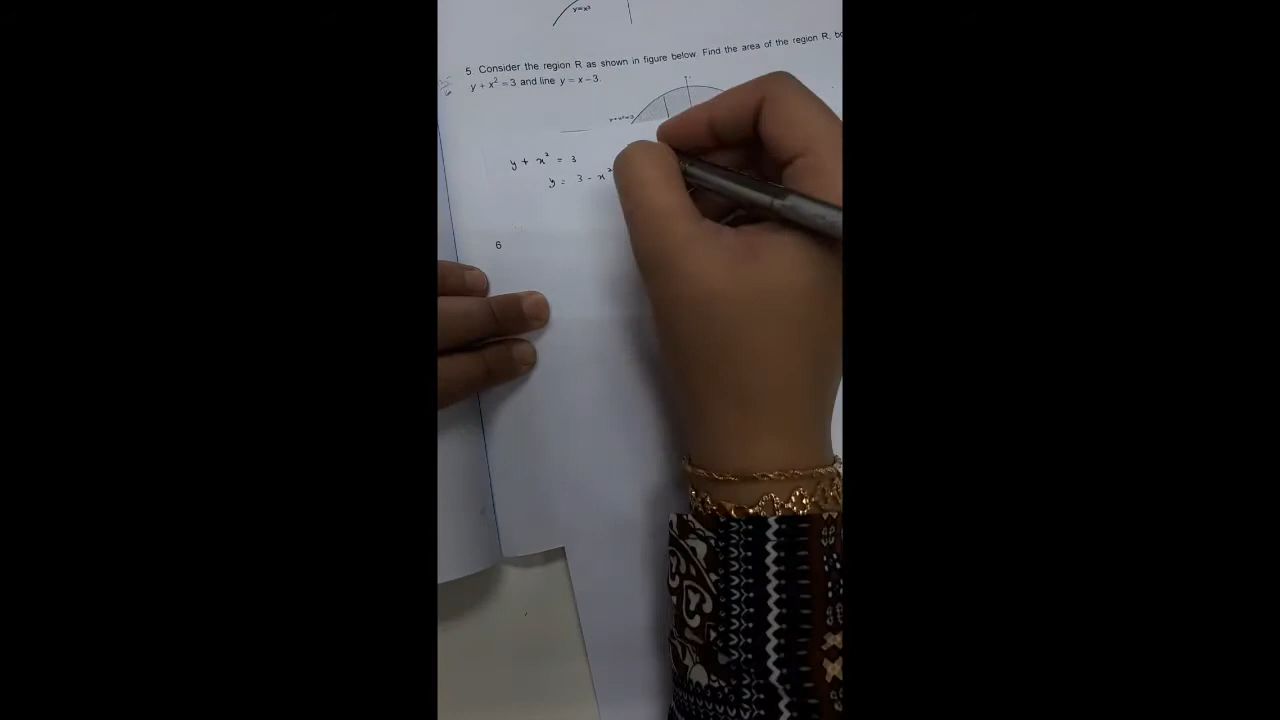 y=x³
5 Consider the region R as shown in figure below. Find the area of the region R,
y + x² = 3 and line y = x – 3.
y+x²=3
y + x² = 3
y = 3 - x²
6